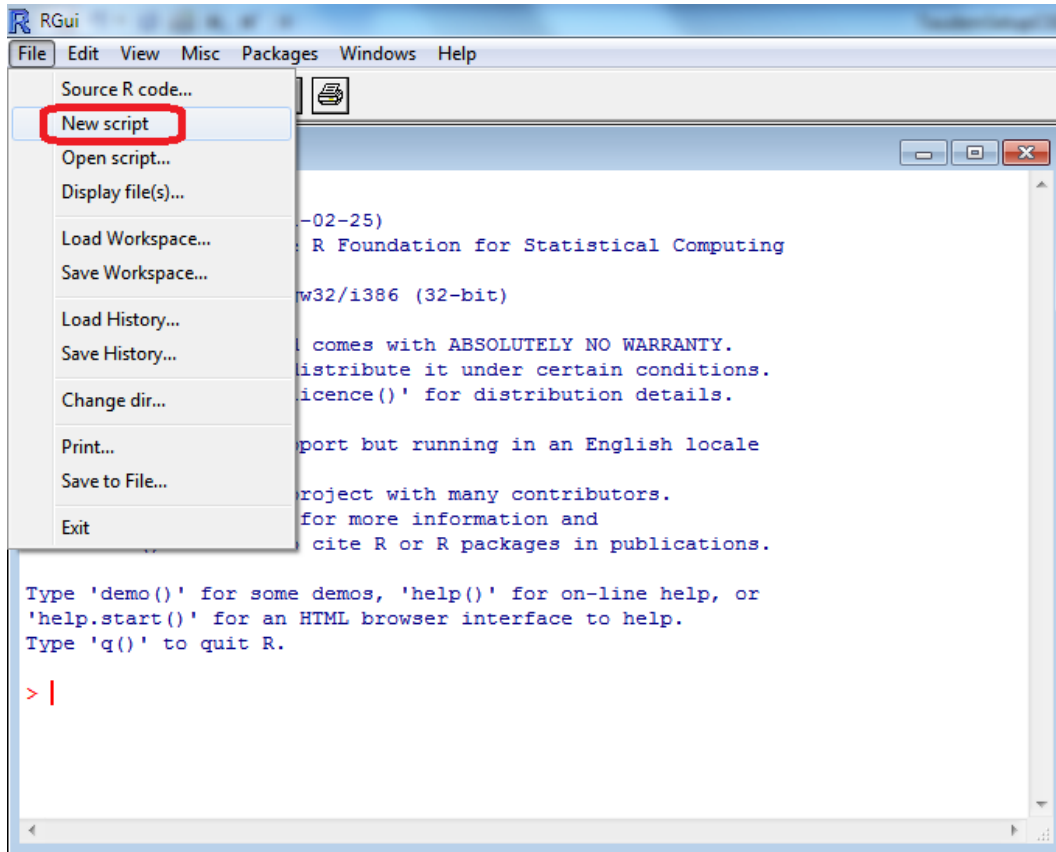 RGui
File Edit View Misc Packages Windows Help
Source R code...
New script
Open script...
Display file(s)...
Load Workspace...
Save Workspace...
Load History...
Save History...
Change dir...
Print...
Save to File...
Exit
-02-25)
R Foundation for Statistical Computing
w32/i386 (32-bit)
comes with ABSOLUTELY NO WARRANTY.
distribute it under certain conditions.
icence()' for distribution details.
port but running in an English locale
project with many contributors.
for more information and
cite R or R packages in publications.
Type 'demo()' for some demos, 'help()' for on-line help, or
'help.start()' for an HTML browser interface to help.
Type 'q()' to quit R.
>